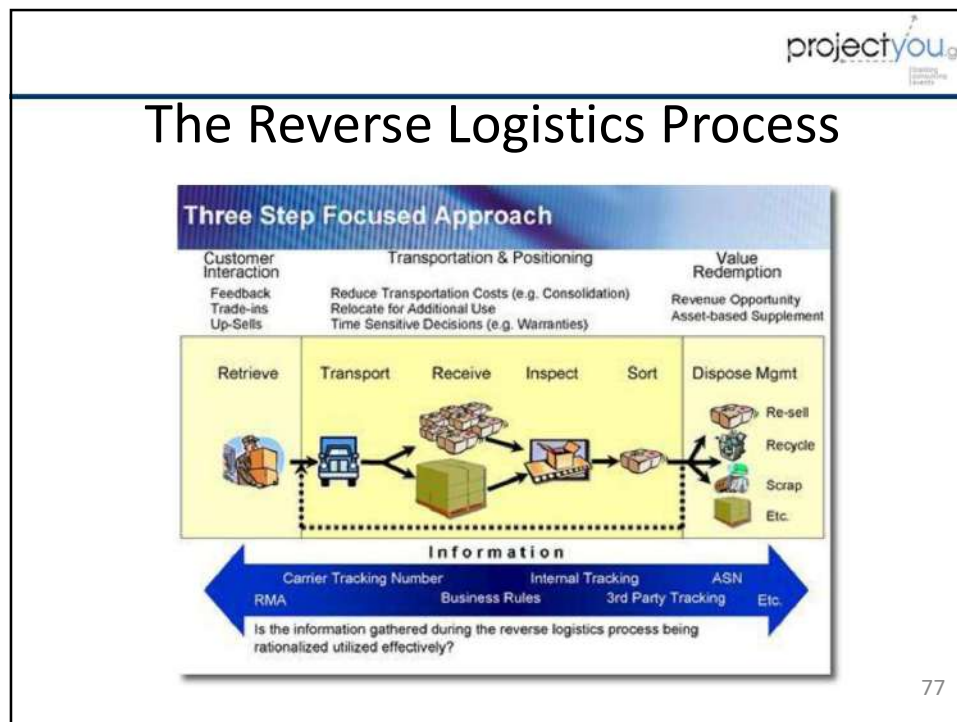 projectyou.g
training
consulting
events
The Reverse Logistics Process
Three Step Focused Approach
Customer
Interaction
Feedback
Trade-ins
Up-Sells
Transportation & Positioning
Reduce Transportation Costs (e.g. Consolidation)
Relocate for Additional Use
Time Sensitive Decisions (e.g. Warranties)
Value
Redemption
Revenue Opportunity
Asset-based Supplement
Retrieve
Transport
Receive
Inspect
Sort
Dispose Mgmt
Re-sell
Recycle
Scrap
Etc.
Information
Carrier Tracking Number
Internal Tracking
ASN
RMA
Business Rules
3rd Party Tracking
Etc.
Is the information gathered during the reverse logistics process being
rationalized utilized effectively?
77